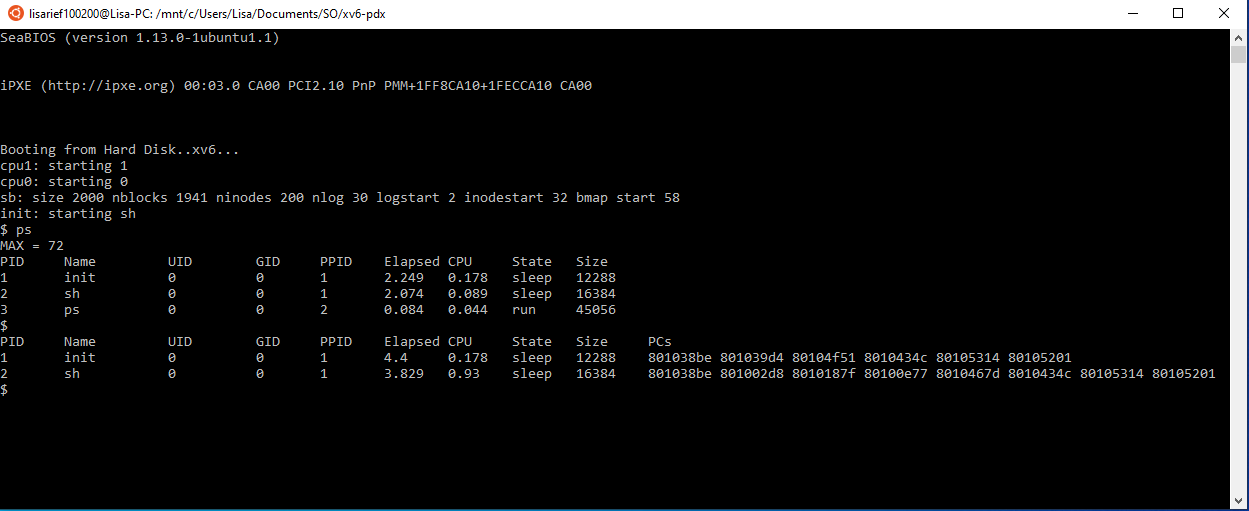 lisarief100200@Lisa-PC: /mnt/c/Users/Lisa/Documents/SO/xv6-pdx
SeaBIOS (version 1.13.0-1ubuntu1.1)
iPXE (http://ipxe.org) 00:03.0 CA00 PCI2.10 PnP PMM+1FF8CA10+1FECCA10 CA00
Booting from Hard Disk..xv6...
cpu1: starting 1
cpu0: starting 0
sb: size 2000 nblocks 1941 ninodes 200 nlog 30 logstart 2 inodestart 32 bmap start 58
init: starting sh
$ ps
MAX = 72
PID Name UID GID PPID Elapsed CPU State Size
1 init 0 0 1 2.249 0.178 sleep 12288
2 sh 0 0 1 2.074 0.089 sleep 16384
3 ps 0 0 2 0.084 0.044 run 45056
$
PID Name UID GID PPID Elapsed CPU State Size PCs
1 init 0 0 1 4.4 0.178 sleep 12288 801038be 801039d4 80104f51 8010434c 80105314 80105201
2 sh 0 0 1 3.829 0.93 sleep 16384 801038be 801002d8 8010187f 80100e77 8010467d 8010434c 80105314 80105201
$